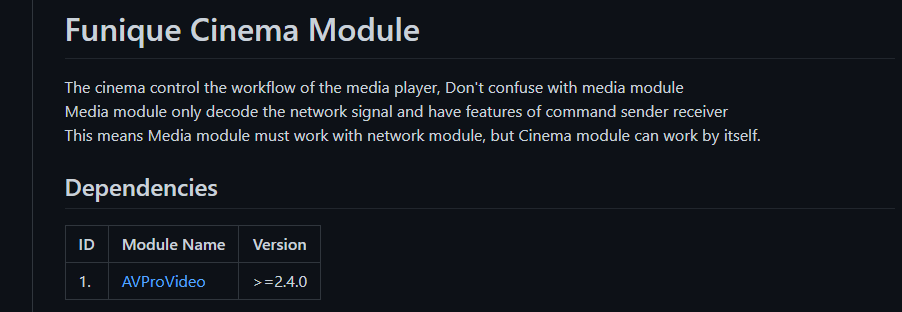 Funique Cinema Module
The cinema control the workflow of the media player, Don't confuse with media module
Media module only decode the network signal and have features of command sender receiver
This means Media module must work with network module, but Cinema module can work by itself.
Dependencies
ID Module Name Version
1. AVProVideo >=2.4.0